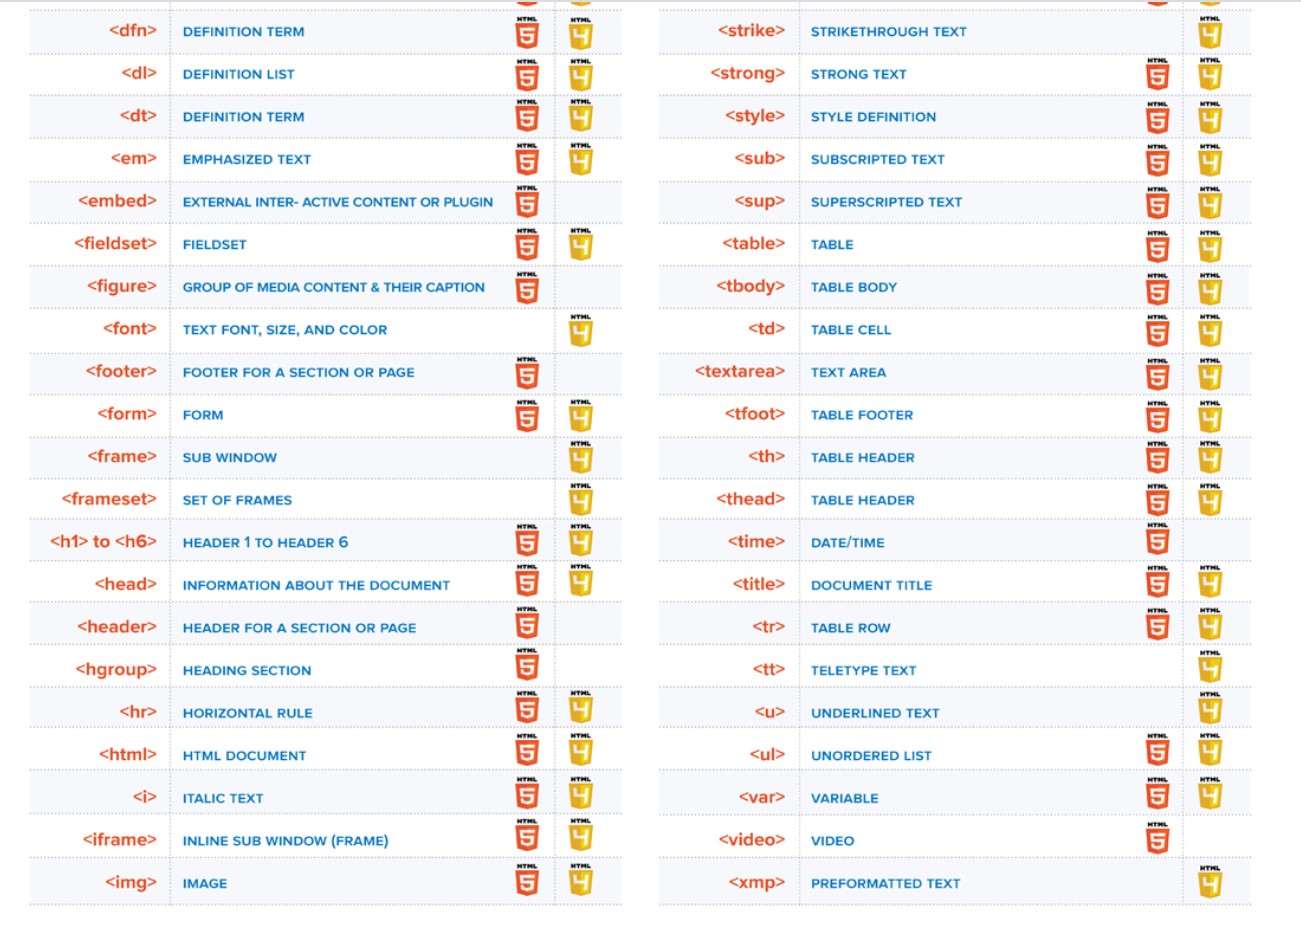 <dfn> DEFINITION TERM HTML 5 HTML 4
<dl> DEFINITION LIST HTML 5 HTML 4
<dt> DEFINITION TERM HTML 5 HTML 4
<em> EMPHASIZED TEXT HTML 5 HTML 4
<embed> EXTERNAL INTER- ACTIVE CONTENT OR PLUGIN HTML 5
<fieldset> FIELDSET HTML 5 HTML 4
<figure> GROUP OF MEDIA CONTENT & THEIR CAPTION HTML 5
<font> TEXT FONT, SIZE, AND COLOR HTML 4
<footer> FOOTER FOR A SECTION OR PAGE HTML 5
<form> FORM HTML 5 HTML 4
<frame> SUB WINDOW HTML 4
<frameset> SET OF FRAMES HTML 4
<h1> to <h6> HEADER 1 TO HEADER 6 HTML 5 HTML 4
<head> INFORMATION ABOUT THE DOCUMENT HTML 5 HTML 4
<header> HEADER FOR A SECTION OR PAGE HTML 5
<hgroup> HEADING SECTION HTML 5
<hr> HORIZONTAL RULE HTML 5 HTML 4
<html> HTML DOCUMENT HTML 5 HTML 4
<i> ITALIC TEXT HTML 5 HTML 4
<iframe> INLINE SUB WINDOW (FRAME) HTML 5 HTML 4
<img> IMAGE HTML 5 HTML 4
<strike> STRIKETHROUGH TEXT HTML 4
<strong> STRONG TEXT HTML 5 HTML 4
<style> STYLE DEFINITION HTML 5 HTML 4
<sub> SUBSCRIPTED TEXT HTML 5 HTML 4
<sup> SUPERSCRIPTED TEXT HTML 5 HTML 4
<table> TABLE HTML 5 HTML 4
<tbody> TABLE BODY HTML 5 HTML 4
<td> TABLE CELL HTML 5 HTML 4
<textarea> TEXT AREA HTML 5 HTML 4
<tfoot> TABLE FOOTER HTML 5 HTML 4
<th> TABLE HEADER HTML 5 HTML 4
<thead> TABLE HEADER HTML 5 HTML 4
<time> DATE/TIME HTML 5
<title> DOCUMENT TITLE HTML 5 HTML 4
<tr> TABLE ROW HTML 5 HTML 4
<tt> TELETYPE TEXT HTML 4
<u> UNDERLINED TEXT HTML 4
<ul> UNORDERED LIST HTML 5 HTML 4
<var> VARIABLE HTML 5 HTML 4
<video> VIDEO HTML 5
<xmp> PREFORMATTED TEXT HTML 4